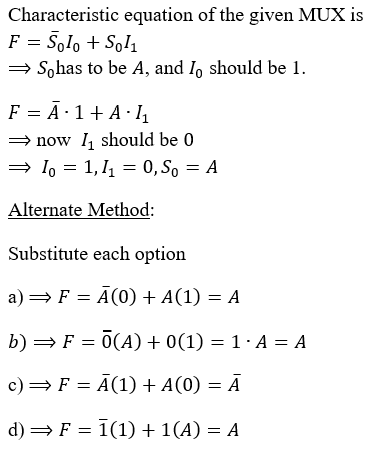 Characteristic equation of the given MUX is
F = S̄₀I₀ + S₀I₁
⟹ S₀has to be A, and I₀ should be 1.
F = Ā · 1 + A · I₁
⟹ now I₁ should be 0
⟹ I₀ = 1, I₁ = 0, S₀ = A
Alternate Method:
Substitute each option
a) ⟹ F = Ā(0) + A(1) = A
b) ⟹ F = 0̄(A) + 0(1) = 1 · A = A
c) ⟹ F = Ā(1) + A(0) = Ā
d) ⟹ F = 1̄(1) + 1(A) = A